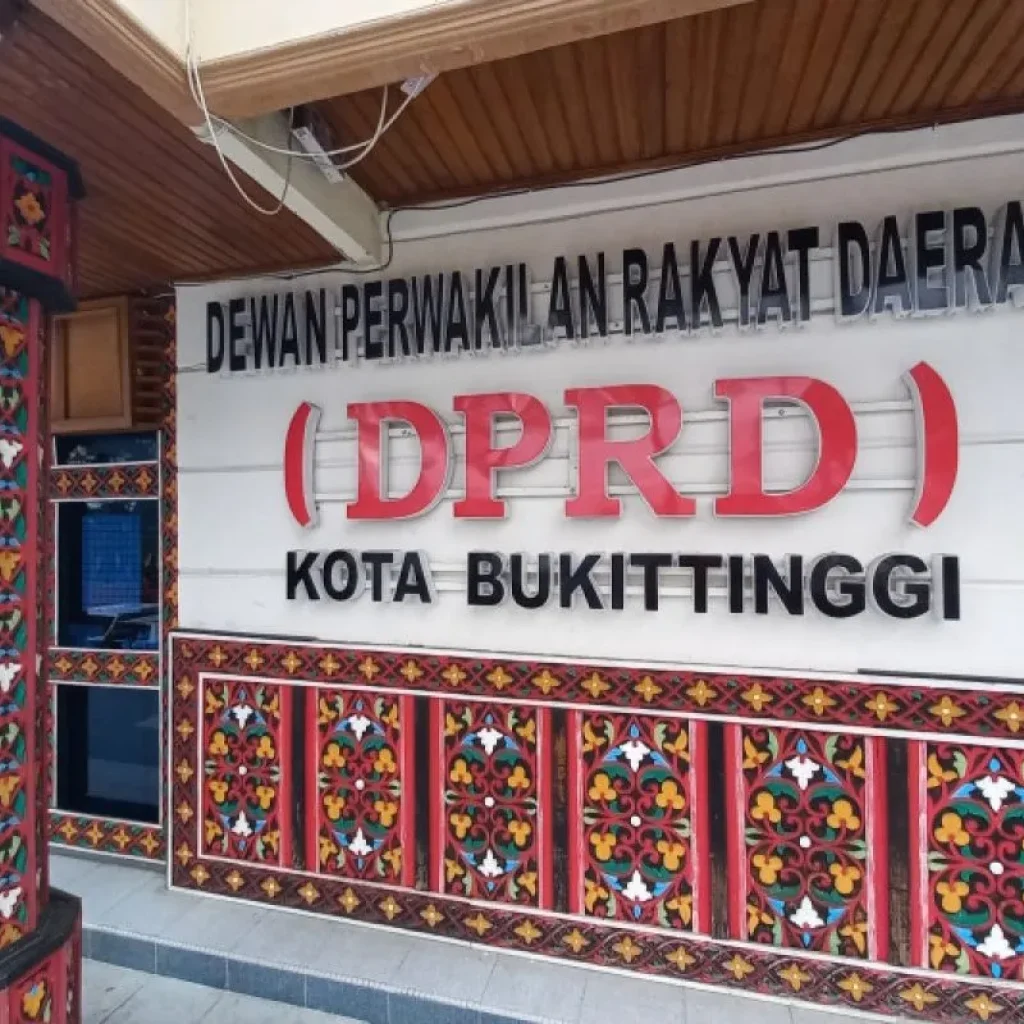 DEWAN PERWAKILAN RAKYAT DAERA
(DPRD)
KOTA BUKITTINGGI